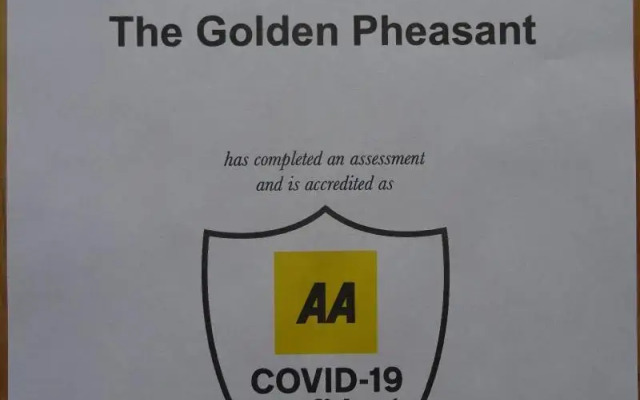 The Golden Pheasant
has completed an assessment
and is accredited as
AA
COVID-19